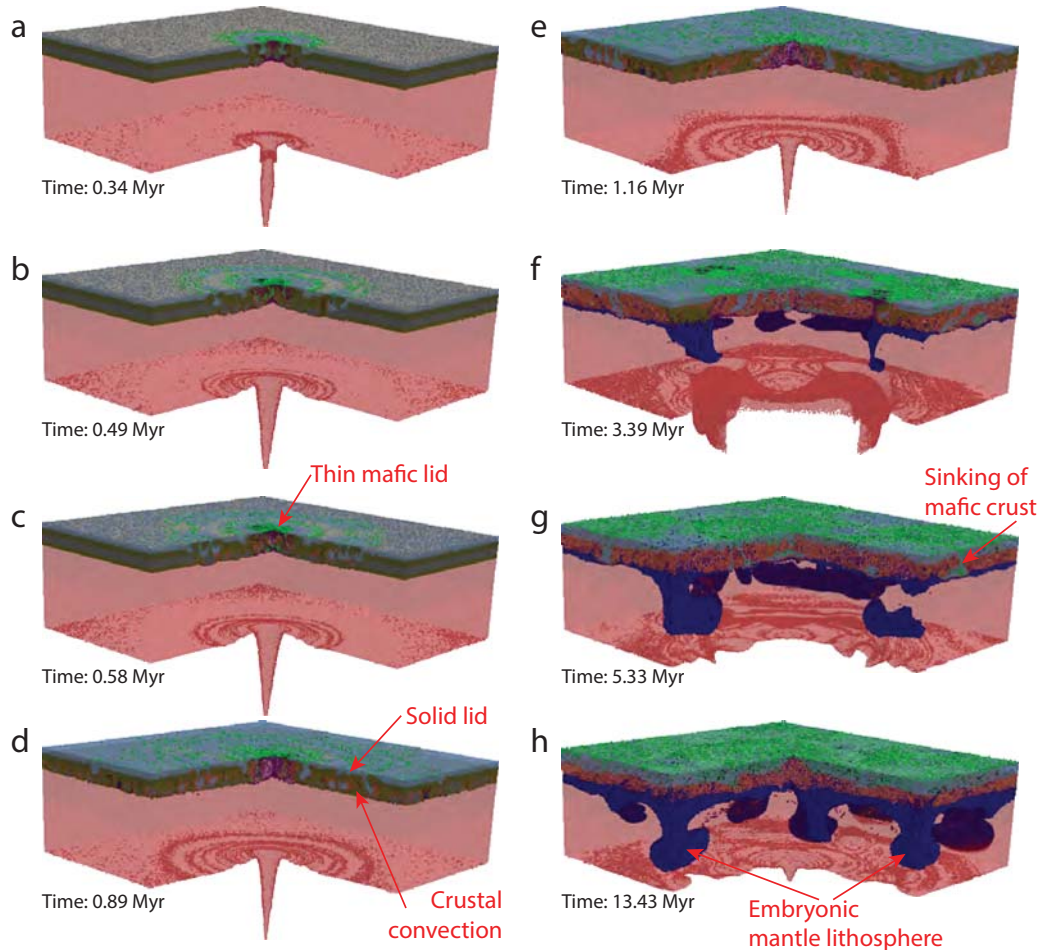 a
Time: 0.34 Myr
b
Time: 0.49 Myr
Thin mafic lid
c
Time: 0.58 Myr
Solid lid
d
Time: 0.89 Myr
Crustal
convection
e
Time: 1.16 Myr
f
Time: 3.39 Myr
Sinking of
mafic crust
g
Time: 5.33 Myr
h
Time: 13.43 Myr
Embryonic
mantle lithosphere